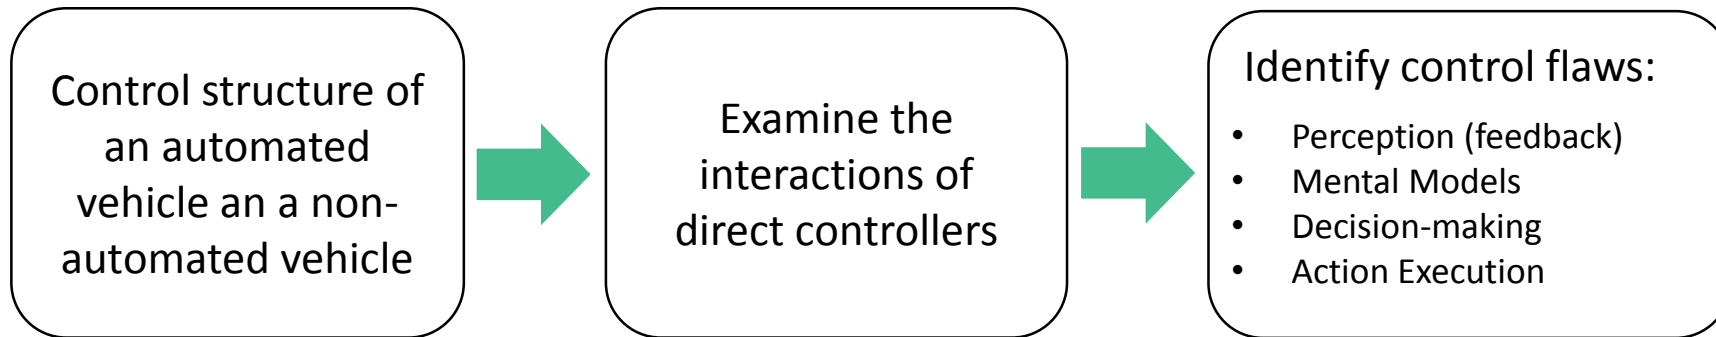 Control structure of
an automated
vehicle an a non-
automated vehicle
Examine the
interactions of
direct controllers
Identify control flaws:
• Perception (feedback)
• Mental Models
• Decision-making
• Action Execution